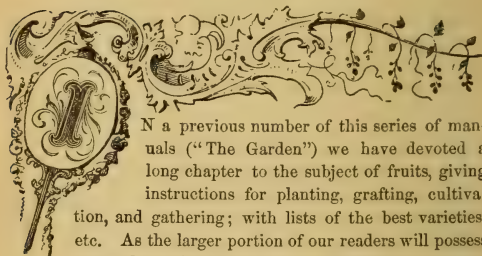 IN a previous number of this series of man-
uals ("The Garden") we have devoted a
long chapter to the subject of fruits, giving
instructions for planting, grafting, cultiva-
tion, and gathering; with lists of the best varieties
etc. As the larger portion of our readers will possess